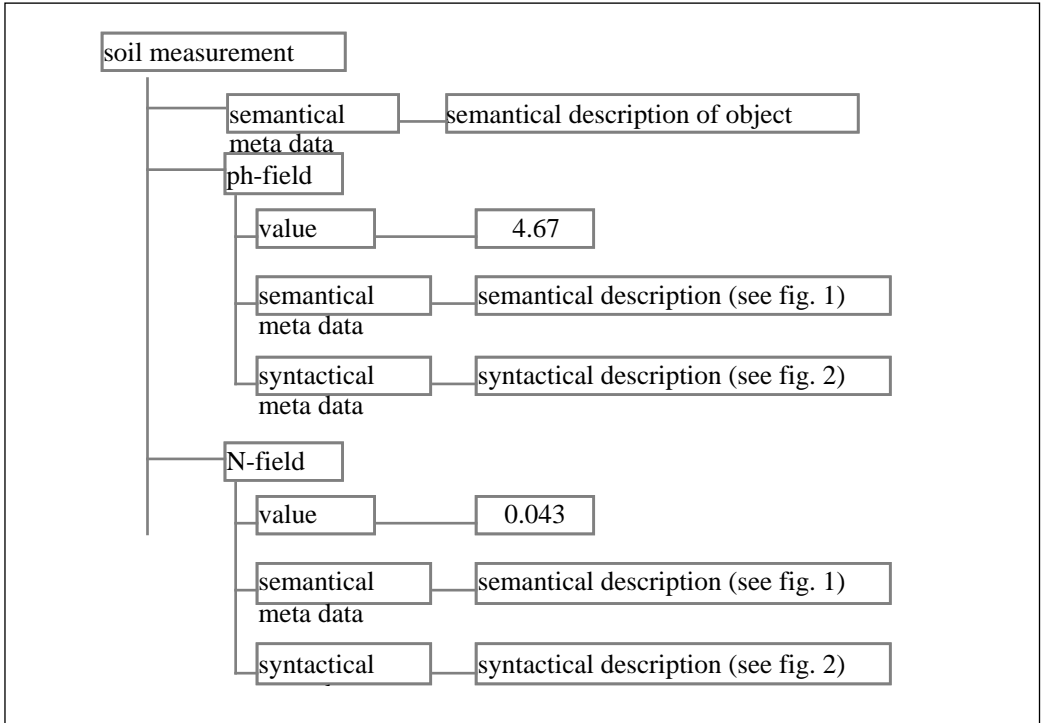 soil measurement
semantical semantical description of object
meta data
ph-field
value 4.67
semantical semantical description (see fig. 1)
meta data
syntactical syntactical description (see fig. 2)
meta data
N-field
value 0.043
semantical semantical description (see fig. 1)
meta data
syntactical syntactical description (see fig. 2)